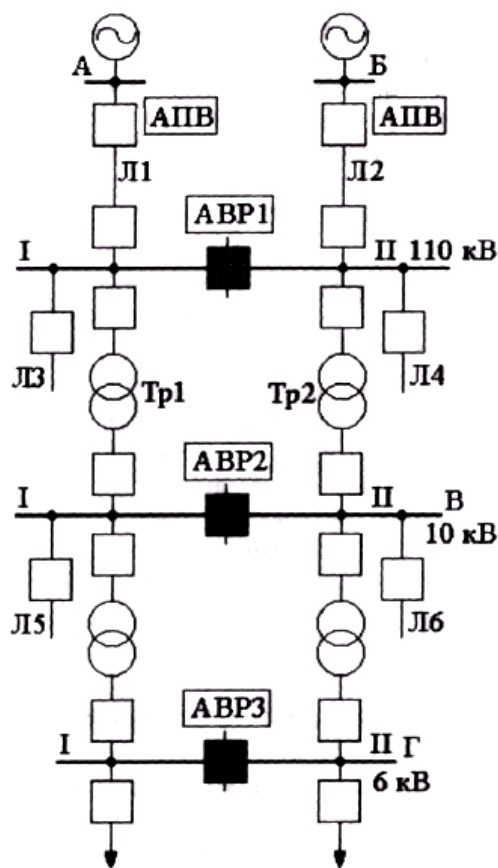 А Б
АПВ АПВ
Л1 Л2
АВР1
I II 110 кВ
Л3 Тр1 Тр2 Л4
АВР2
I II В
10 кВ
Л5 Л6
АВР3
I II Г
6 кВ